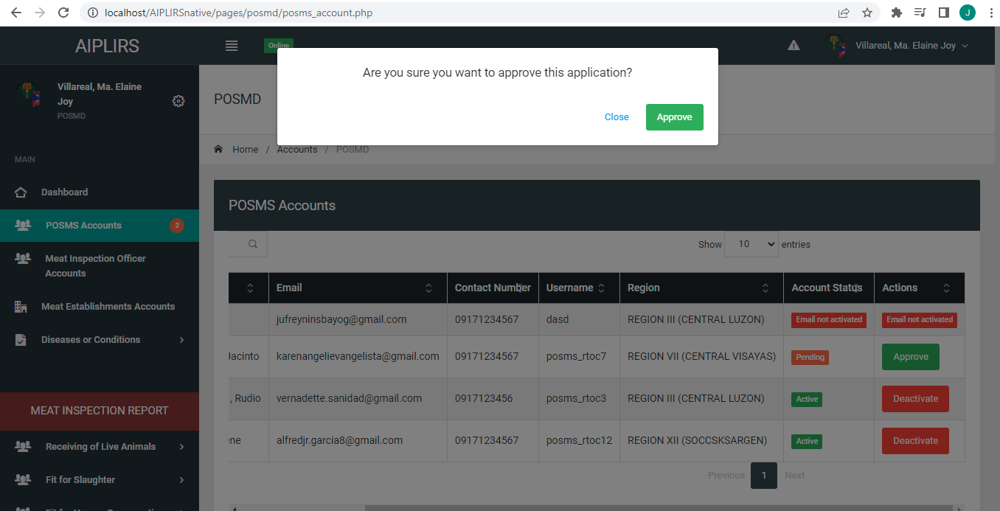 localhost/AIPLIRSnative/pages/posmd/posms_account.php
J
AIPLIRS
Online
Villareal, Ma. Elaine Joy
Are you sure you want to approve this application?
Close
Approve
Villareal, Ma. Elaine
Joy
POSMD
POSMD
Home / Accounts / POSMD
MAIN
Dashboard
POSMS Accounts
2
Meat Inspection Officer
Accounts
Meat Establishments Accounts
Diseases or Conditions
MEAT INSPECTION REPORT
Receiving of Live Animals
Fit for Slaughter
POSMS Accounts
Show 10 entries
Email Contact Number Username Region Account Status Actions
jufreyninsbayog@gmail.com 09171234567 dasd REGION III (CENTRAL LUZON) Email not activated Email not activated
Jacinto karenangelievangelista@gmail.com 09171234567 posms_rtoc7 REGION VII (CENTRAL VISAYAS) Pending Approve
, Rudio vernadette.sanidad@gmail.com 0917123456 posms_rtoc3 REGION III (CENTRAL LUZON) Active Deactivate
ene alfredjr.garcia8@gmail.com 09171234567 posms_rtoc12 REGION XII (SOCCSKSARGEN) Active Deactivate
Previous 1 Next